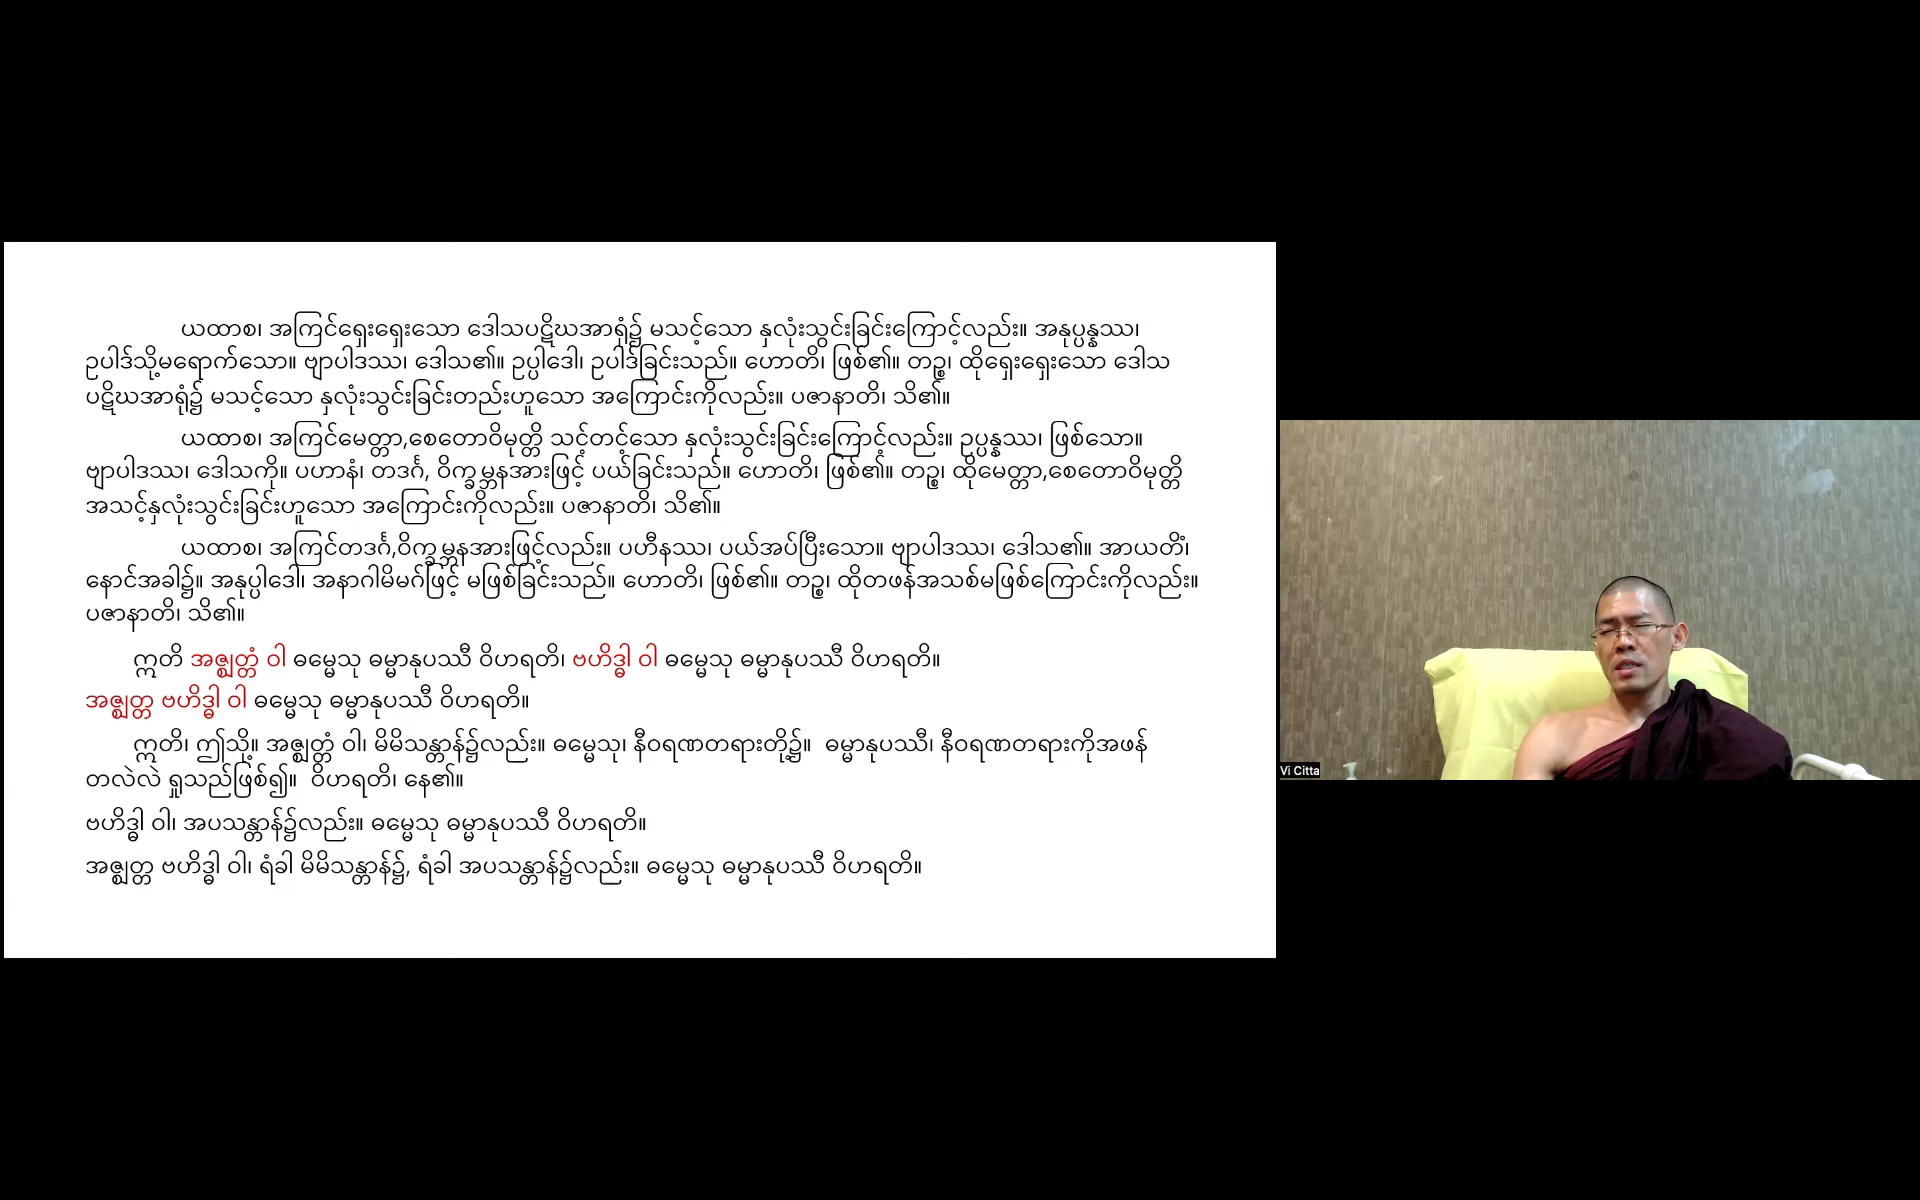 ယထာစ၊ အကြင်ရှေးရှေးသော ဒေါသပဋိဃအာရုံ၌ မသင့်သော နှလုံးသွင်းခြင်းကြောင့်လည်း။ အနုပ္ပန္နဿ၊
ဥပါဒ်သို့မရောက်သော။ ဗျာပါဒဿ၊ ဒေါသ၏။ ဥပ္ပါဒေါ၊ ဥပါဒ်ခြင်းသည်။ ဟောတိ၊ ဖြစ်၏။ တဉ္စ၊ ထိုရှေးရှေးသော ဒေါသ
ပဋိဃအာရုံ၌ မသင့်သော နှလုံးသွင်းခြင်းတည်းဟူသော အကြောင်းကိုလည်း။ ပဇာနာတိ၊ သိ၏။
ယထာစ၊ အကြင်မေတ္တာ,စေတောဝိမုတ္တိ သင့်တင့်သော နှလုံးသွင်းခြင်းကြောင့်လည်း။ ဥပ္ပန္နဿ၊ ဖြစ်သော။
ဗျာပါဒဿ၊ ဒေါသကို။ ပဟာနံ၊ တဒင်္ဂ, ဝိက္ခမ္ဘနအားဖြင့် ပယ်ခြင်းသည်။ ဟောတိ၊ ဖြစ်၏။ တဉ္စ၊ ထိုမေတ္တာ,စေတောဝိမုတ္တိ
အသင့်နှလုံးသွင်းခြင်းဟူသော အကြောင်းကိုလည်း။ ပဇာနာတိ၊ သိ၏။
ယထာစ၊ အကြင်တဒင်္ဂ,ဝိက္ခမ္ဘနအားဖြင့်လည်း။ ပဟီနဿ၊ ပယ်အပ်ပြီးသော။ ဗျာပါဒဿ၊ ဒေါသ၏။ အာယတိံ၊
နောင်အခါ၌။ အနုပ္ပါဒေါ၊ အနာဂါမိမဂ်ဖြင့် မဖြစ်ခြင်းသည်။ ဟောတိ၊ ဖြစ်၏။ တဉ္စ၊ ထိုတဖန်အသစ်မဖြစ်ကြောင်းကိုလည်း။
ပဇာနာတိ၊ သိ၏။
ဣတိ အဇ္ဈတ္တံ ဝါ ဓမ္မေသု ဓမ္မာနုပဿီ ဝိဟရတိ၊ ဗဟိဒ္ဓါ ဝါ ဓမ္မေသု ဓမ္မာနုပဿီ ဝိဟရတိ။
အဇ္ဈတ္တ ဗဟိဒ္ဓါ ဝါ ဓမ္မေသု ဓမ္မာနုပဿီ ဝိဟရတိ။
ဣတိ၊ ဤသို့။ အဇ္ဈတ္တံ ဝါ၊ မိမိသန္တာန်၌လည်း။ ဓမ္မေသု၊ နီဝရဏတရားတို့၌။ ဓမ္မာနုပဿီ၊ နီဝရဏတရားကိုအဖန်
တလဲလဲ ရှုသည်ဖြစ်၍။ ဝိဟရတိ၊ နေ၏။
ဗဟိဒ္ဓါ ဝါ၊ အပသန္တာန်၌လည်း။ ဓမ္မေသု ဓမ္မာနုပဿီ ဝိဟရတိ။
အဇ္ဈတ္တ ဗဟိဒ္ဓါ ဝါ၊ ရံခါ မိမိသန္တာန်၌, ရံခါ အပသန္တာန်၌လည်း။ ဓမ္မေသု ဓမ္မာနုပဿီ ဝိဟရတိ။
Vi Citta